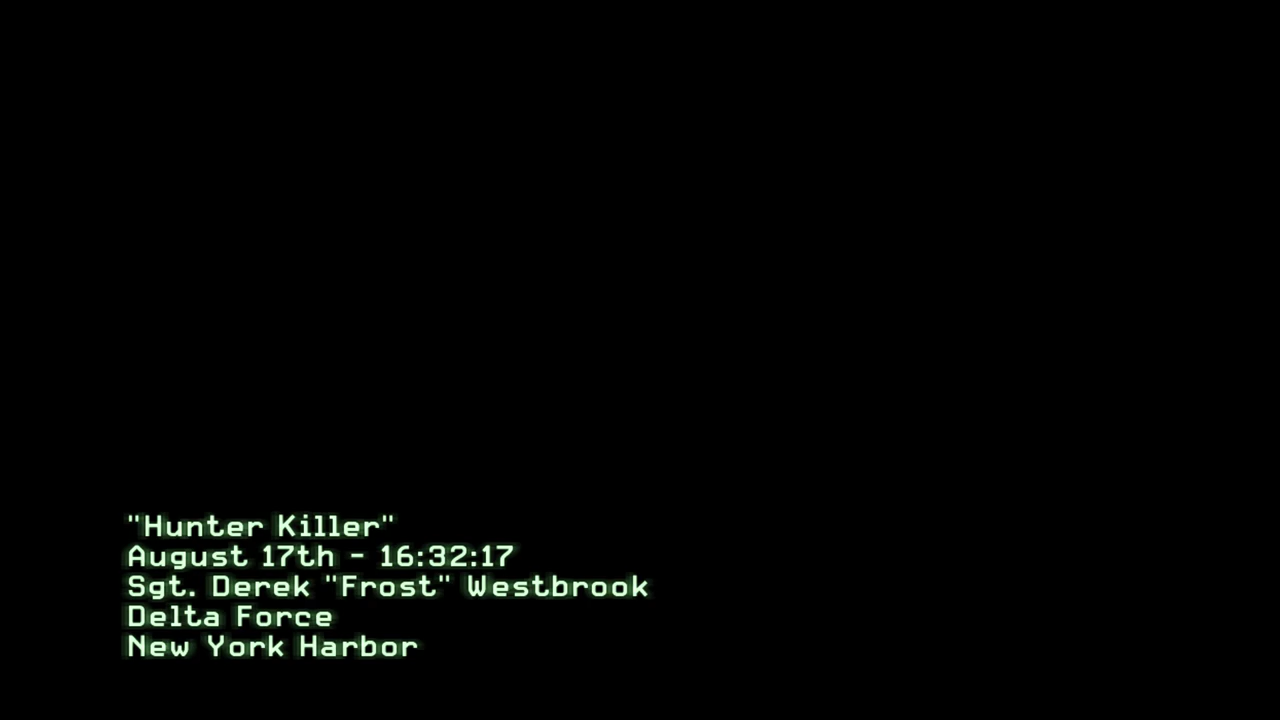 "Hunter Killer"
August 17th - 16:32:17
Sgt. Derek "Frost" Westbrook
Delta Force
New York Harbor